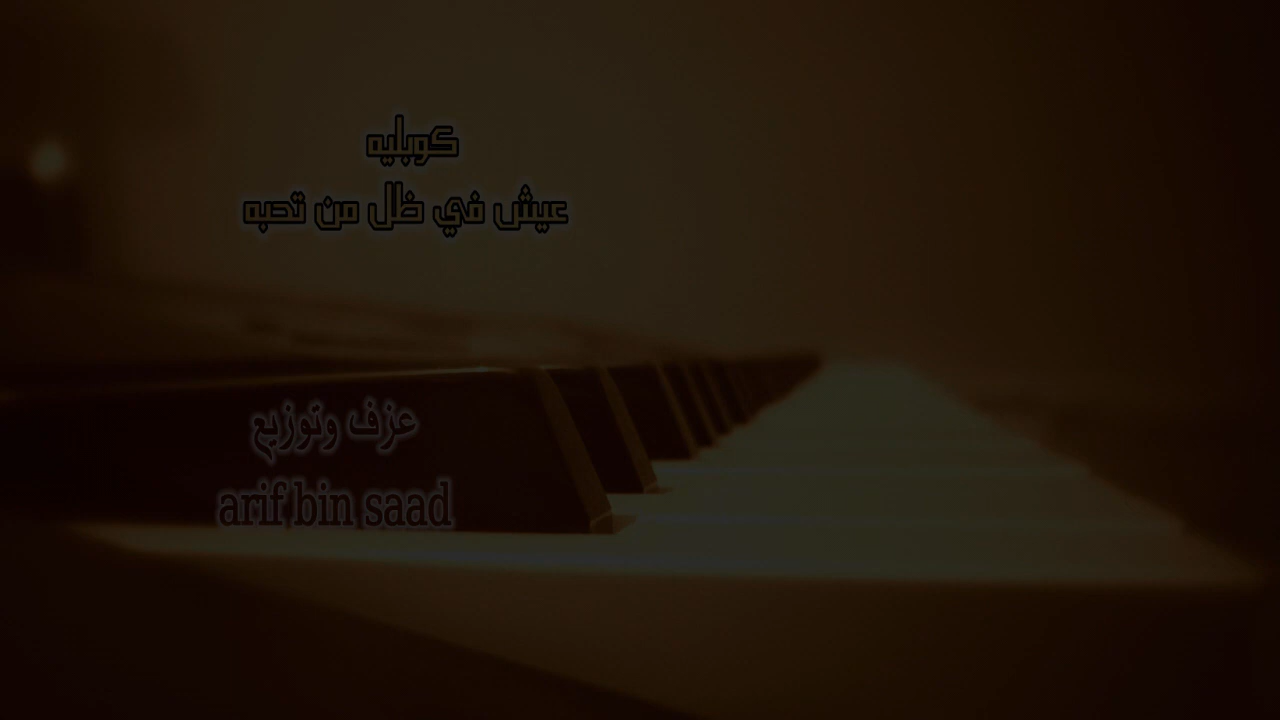 كوبليه
عيش في ظل من تحبه
عزف وتوزيع
arif bin saad